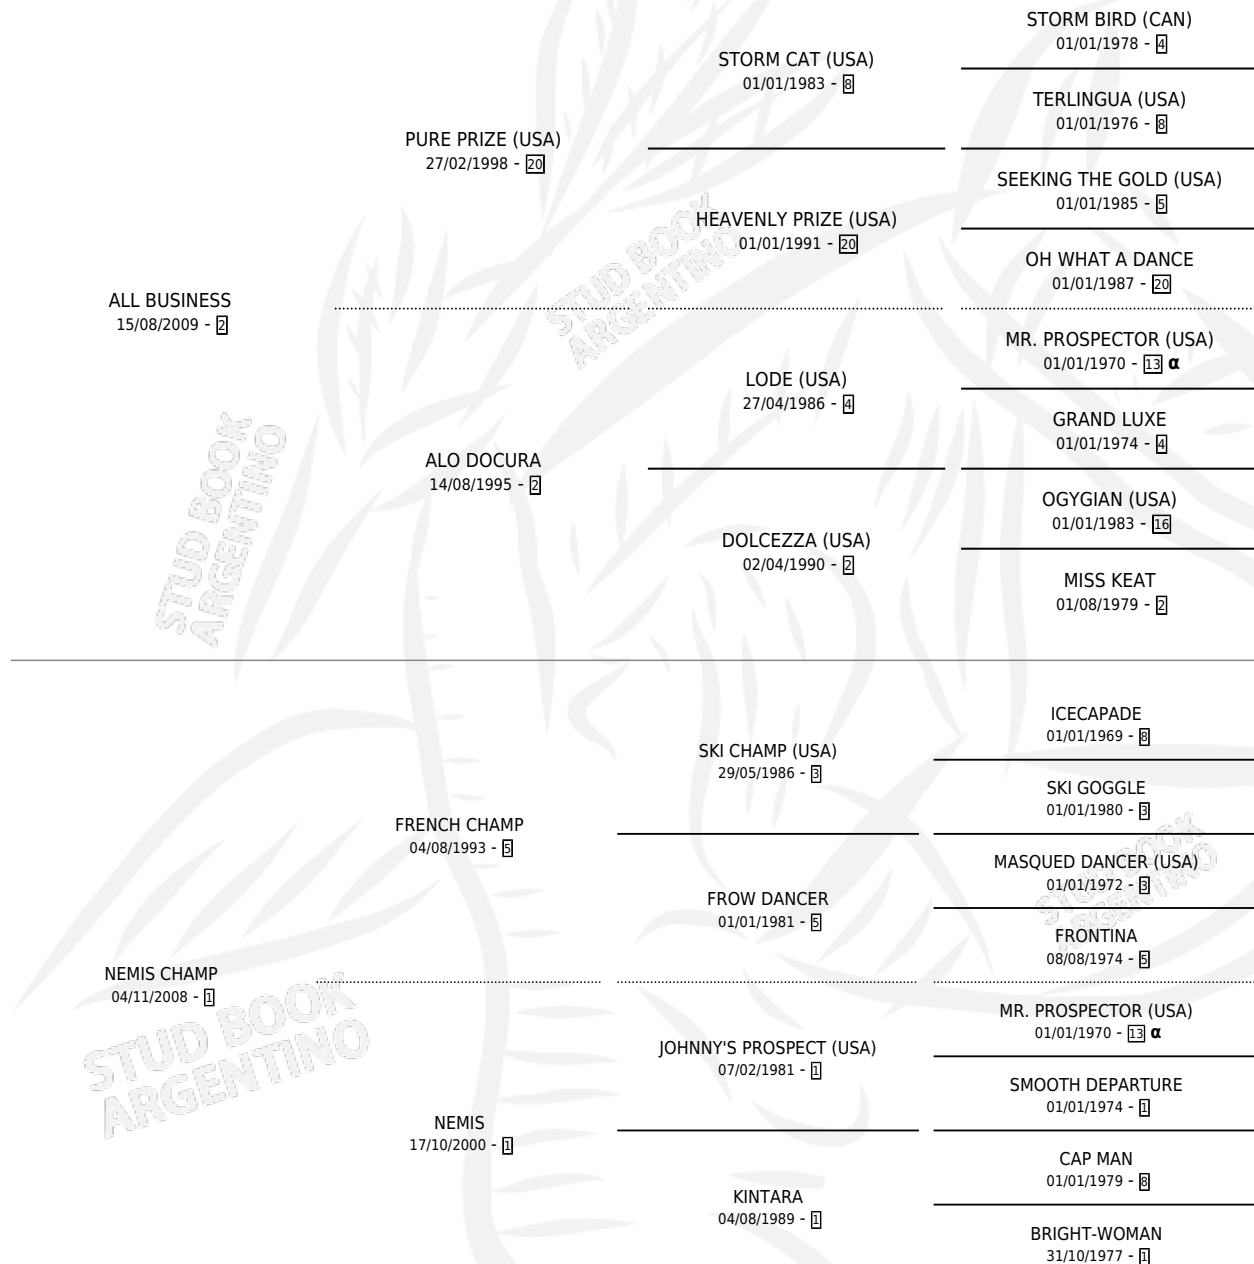 STORM BIRD (CAN)
01/01/1978 - 4
STORM CAT (USA)
01/01/1983 - 8
TERLINGUA (USA)
01/01/1976 - 8
PURE PRIZE (USA)
27/02/1998 - 20
SEEKING THE GOLD (USA)
01/01/1985 - 5
HEAVENLY PRIZE (USA)
01/01/1991 - 20
OH WHAT A DANCE
01/01/1987 - 20
ALL BUSINESS
15/08/2009 - 2
MR. PROSPECTOR (USA)
01/01/1970 - 13 α
LODE (USA)
27/04/1986 - 4
GRAND LUXE
01/01/1974 - 4
ALO DOCURA
14/08/1995 - 2
OGYGIAN (USA)
01/01/1983 - 16
DOLCEZZA (USA)
02/04/1990 - 2
MISS KEAT
01/08/1979 - 2
ICECAPADE
01/01/1969 - 8
SKI CHAMP (USA)
29/05/1986 - 3
SKI GOGGLE
01/01/1980 - 3
FRENCH CHAMP
04/08/1993 - 5
MASQUED DANCER (USA)
01/01/1972 - 3
FROW DANCER
01/01/1981 - 5
FRONTINA
08/08/1974 - 5
NEMIS CHAMP
04/11/2008 - 1
MR. PROSPECTOR (USA)
01/01/1970 - 13 α
JOHNNY'S PROSPECT (USA)
07/02/1981 - 1
SMOOTH DEPARTURE
01/01/1974 - 1
NEMIS
17/10/2000 - 1
CAP MAN
01/01/1979 - 8
KINTARA
04/08/1989 - 1
BRIGHT-WOMAN
31/10/1977 - 1
STUD BOOK
ARGENTINO
STUD BOOK
ARGENTINO
STUD BOOK
ARGENTINO
STUD BOOK
ARGENTINO